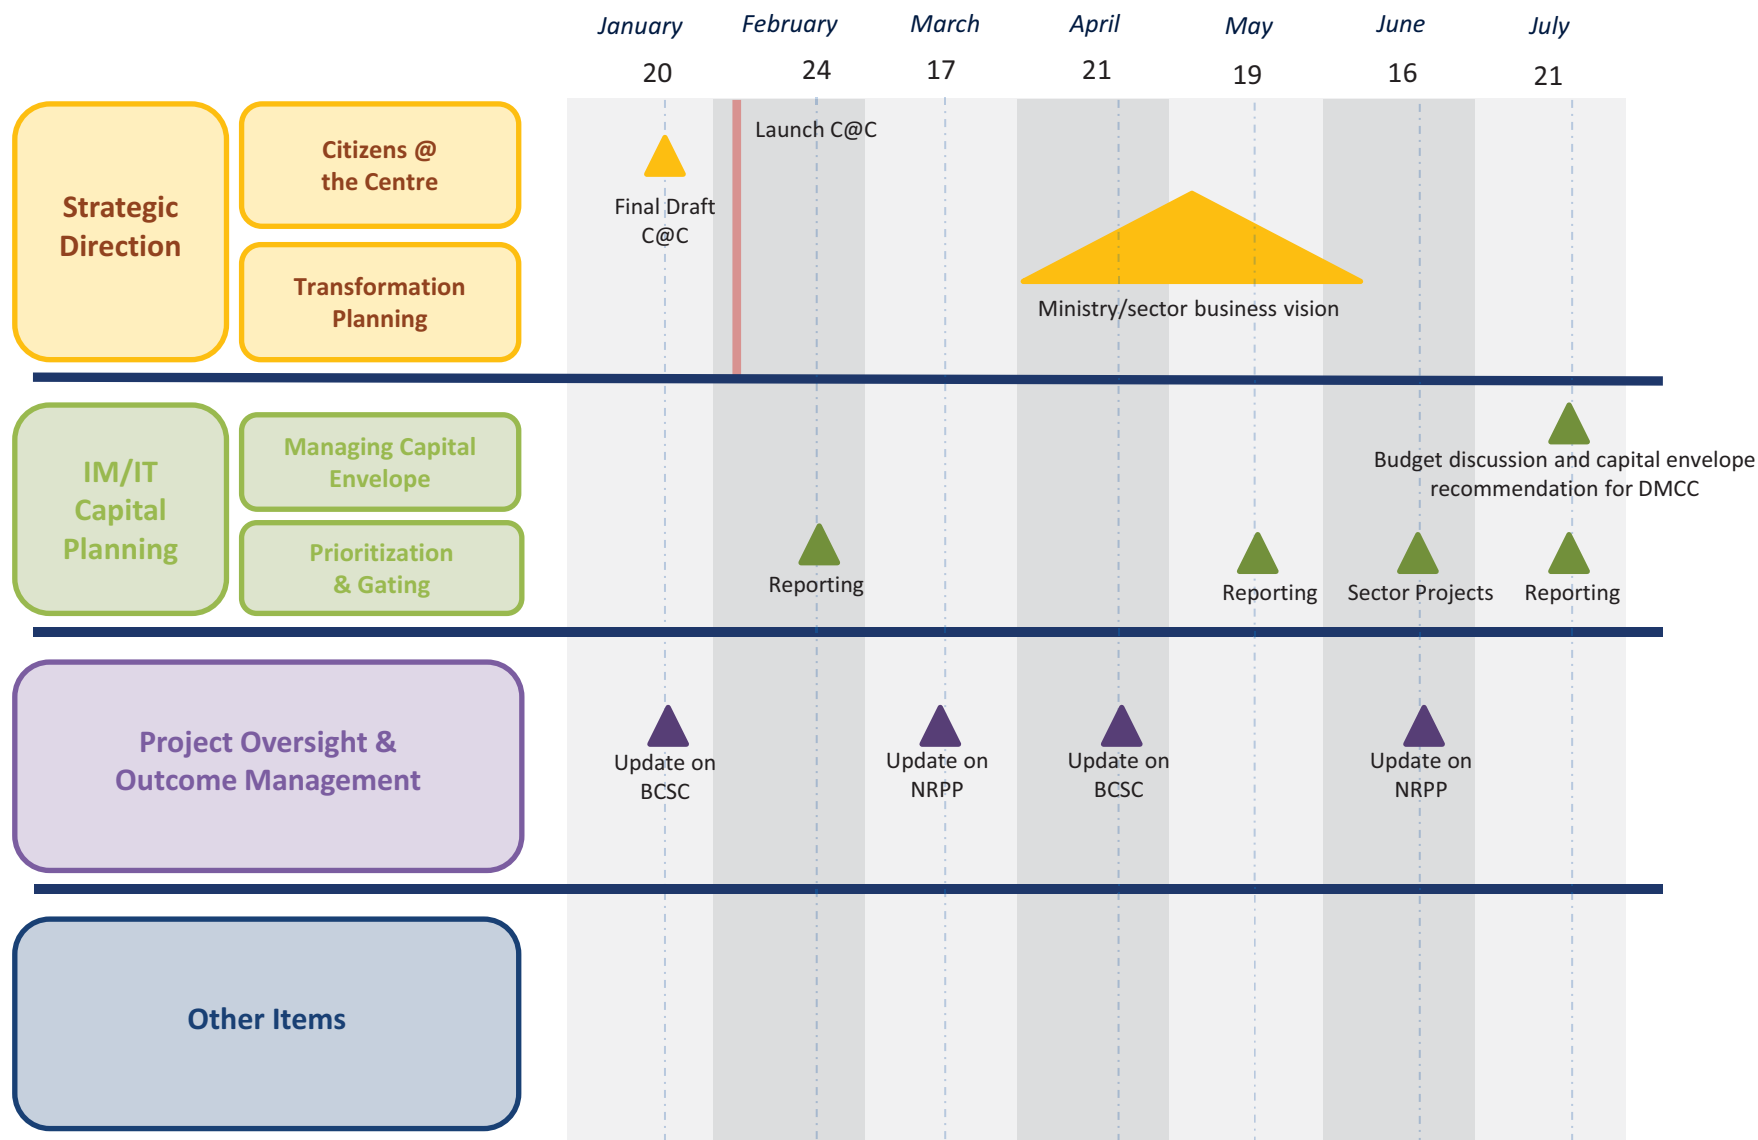 January February March April May June July
20 24 17 21 19 16 21
Strategic
Direction
Citizens @
the Centre
Transformation
Planning
Launch C@C
Final Draft
C@C
Ministry/sector business vision
IM/IT
Capital
Planning
Managing Capital
Envelope
Prioritization
& Gating
Budget discussion and capital envelope
recommendation for DMCC
Reporting
Reporting
Sector Projects
Reporting
Project Oversight &
Outcome Management
Update on
BCSC
Update on
NRPP
Update on
BCSC
Update on
NRPP
Other Items